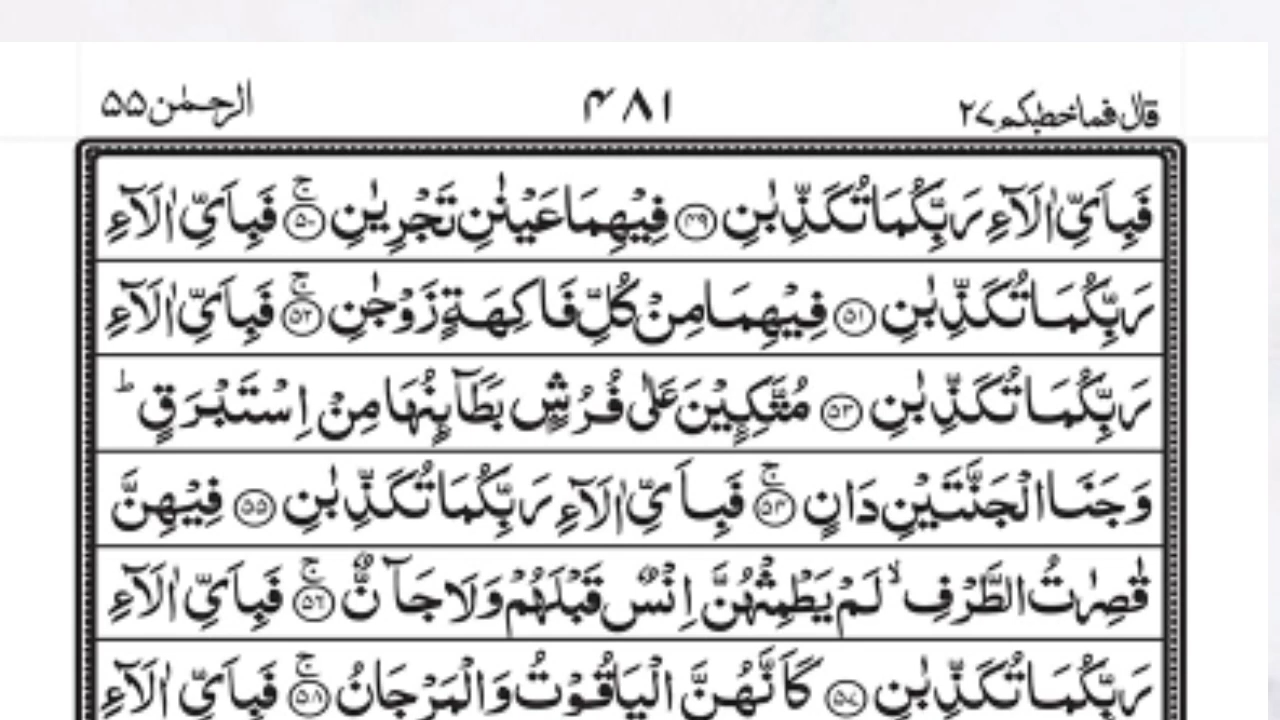 قال فما خطبکم ۲۷ ۴۸۱ الرحمٰن ۵۵
فَبِاَیِّ اٰلَآءِ رَبِّكُمَا تُكَذِّبٰنِ ﴿۴۹﴾ فِیْهِمَا عَیْنٰنِ تَجْرِیٰنِ ۚ﴿۵۰﴾ فَبِاَیِّ اٰلَآءِ
رَبِّكُمَا تُكَذِّبٰنِ ﴿۵۱﴾ فِیْهِمَا مِنْ كُلِّ فَاكِهَةٍ زَوْجٰنِ ۚ﴿۵۲﴾ فَبِاَیِّ اٰلَآءِ
رَبِّكُمَا تُكَذِّبٰنِ ﴿۵۳﴾ مُتَّكِـِٕیْنَ عَلٰی فُرُشٍۭ بَطَآىِٕنُهَا مِنْ اِسْتَبْرَقٍ ؕ
وَ جَنَا الْجَنَّتَیْنِ دَانٍ ۚ﴿۵۴﴾ فَبِاَیِّ اٰلَآءِ رَبِّكُمَا تُكَذِّبٰنِ ﴿۵۵﴾ فِیْهِنَّ
قٰصِرٰتُ الطَّرْفِ ۙ لَمْ یَطْمِثْهُنَّ اِنْسٌ قَبْلَهُمْ وَ لَا جَآنٌّ ۚ﴿۵۶﴾ فَبِاَیِّ اٰلَآءِ
رَبِّكُمَا تُكَذِّبٰنِ ﴿۵۷﴾ كَاَنَّهُنَّ الْیَاقُوْتُ وَ الْمَرْجَانُ ۚ﴿۵۸﴾ فَبِاَیِّ اٰلَآءِ